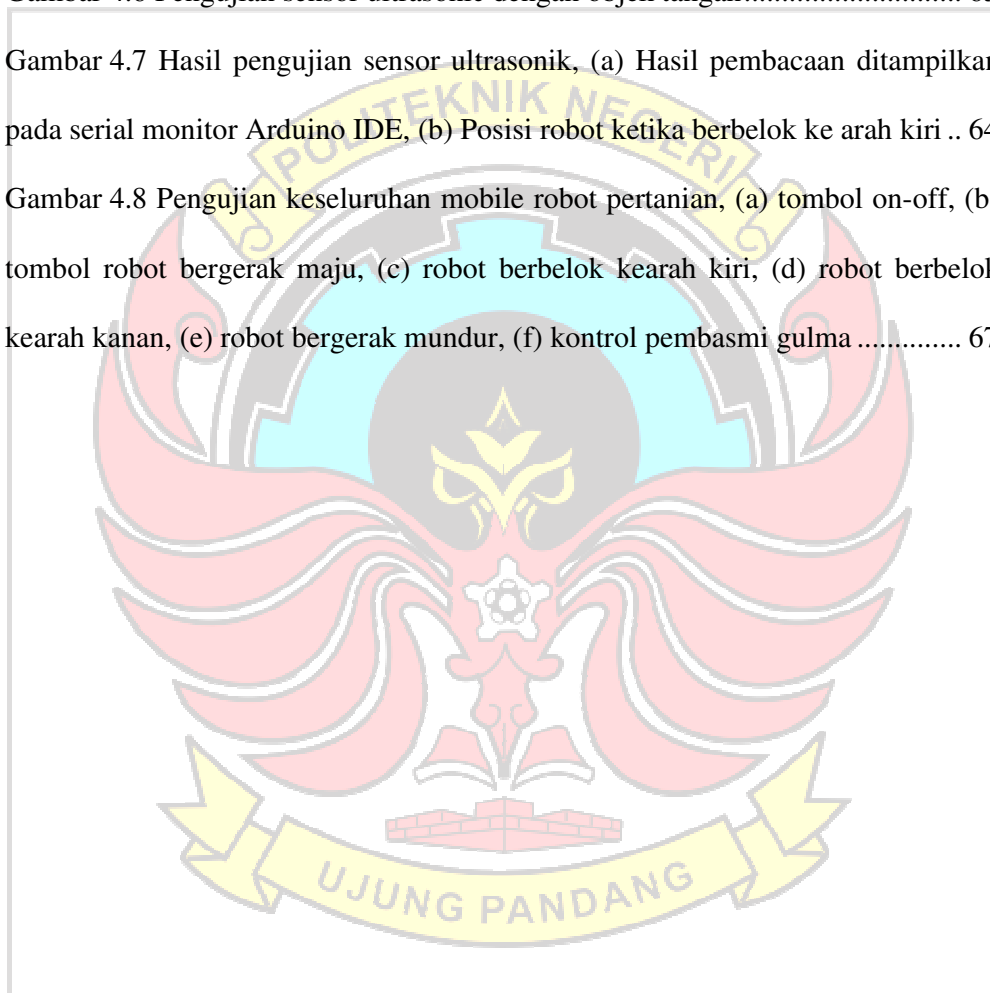 Gambar 4.7 Hasil pengujian sensor ultrasonik, (a) Hasil pembacaan ditampilkan
pada serial monitor Arduino IDE, (b) Posisi robot ketika berbelok ke arah kiri .. 64
Gambar 4.8 Pengujian keseluruhan mobile robot pertanian, (a) tombol on-off, (b
tombol robot bergerak maju, (c) robot berbelok kearah kiri, (d) robot berbelok
kearah kanan, (e) robot bergerak mundur, (f) kontrol pembasmi gulma ............. 67
POLITEKNIK NEGERI
UJUNG PANDANG